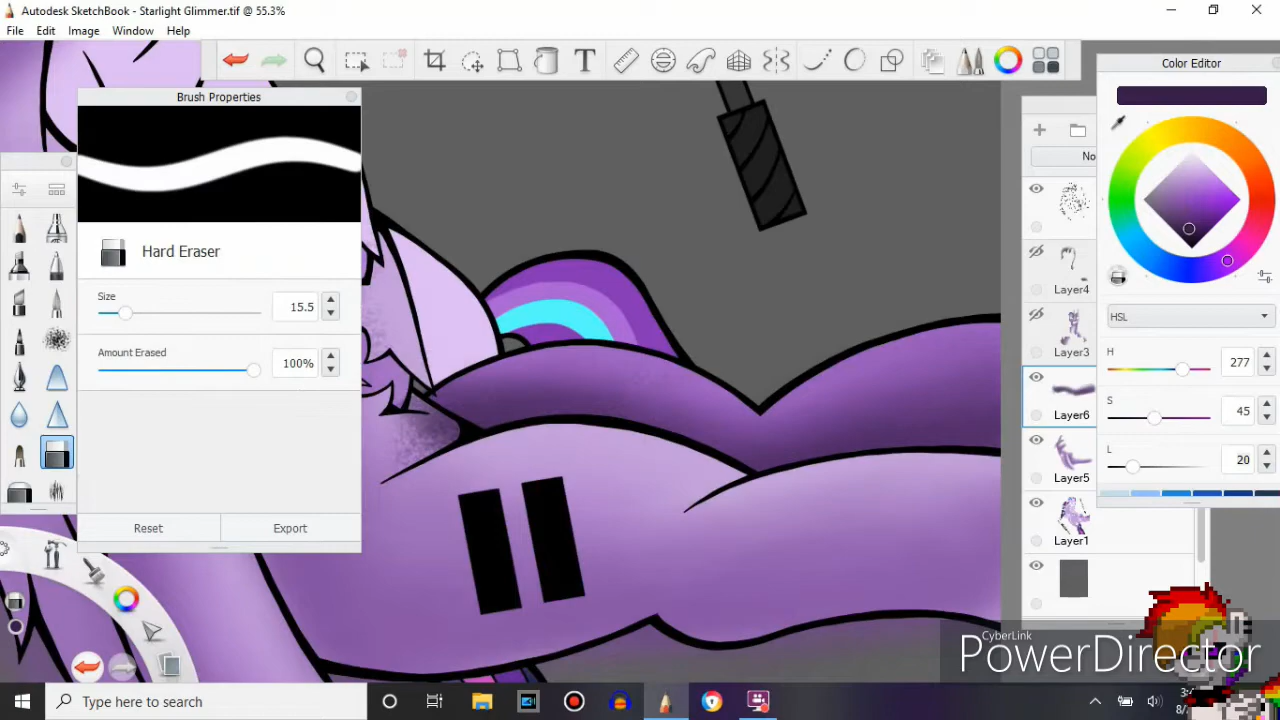 Autodesk SketchBook - Starlight Glimmer.tif @ 55.3%
File Edit Image Window Help
T
Brush Properties
Hard Eraser
Size
15.5
Amount Erased
100%
Reset Export
Color Editor
No
Layer4
Layer3
Layer6
Layer5
Layer1
HSL
H 277
S 45
L 20
CyberLink
PowerDirector
Type here to search